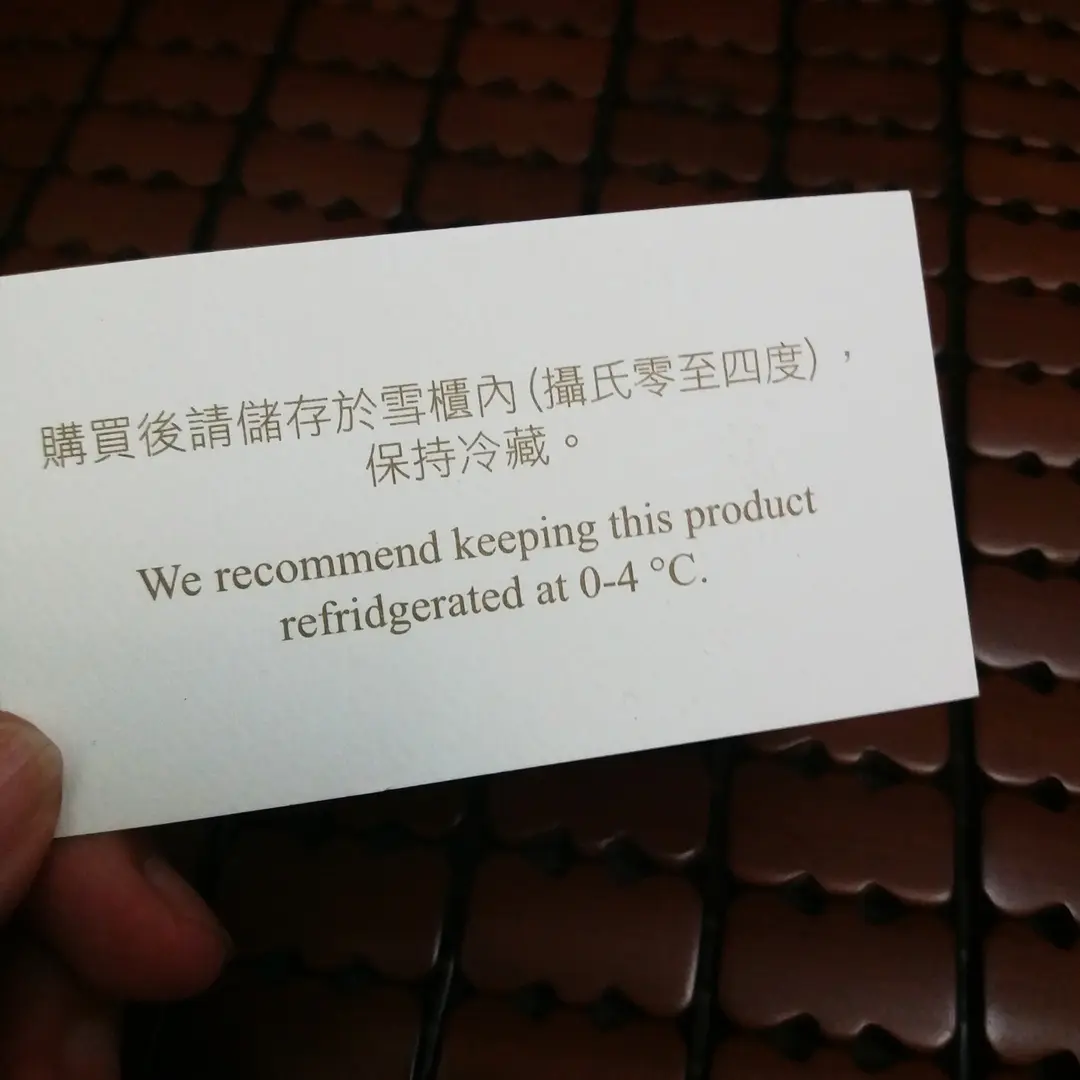 購買後請儲存於雪櫃內 (攝氏零至四度) ，
保持冷藏。
We recommend keeping this product
refridgerated at 0-4 °C.